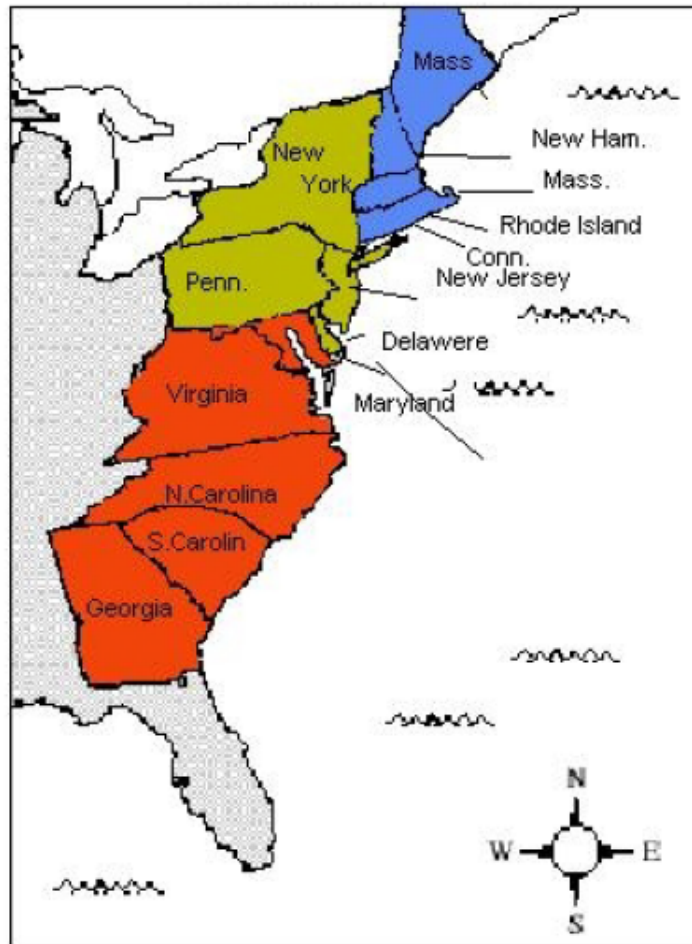 Mass
New Ham.
New
York
Mass.
Rhode Island
Conn.
New Jersey
Penn.
Delawere
Virginia
Maryland
N.Carolina
S.Carolin
Georgia
N
W
E
S